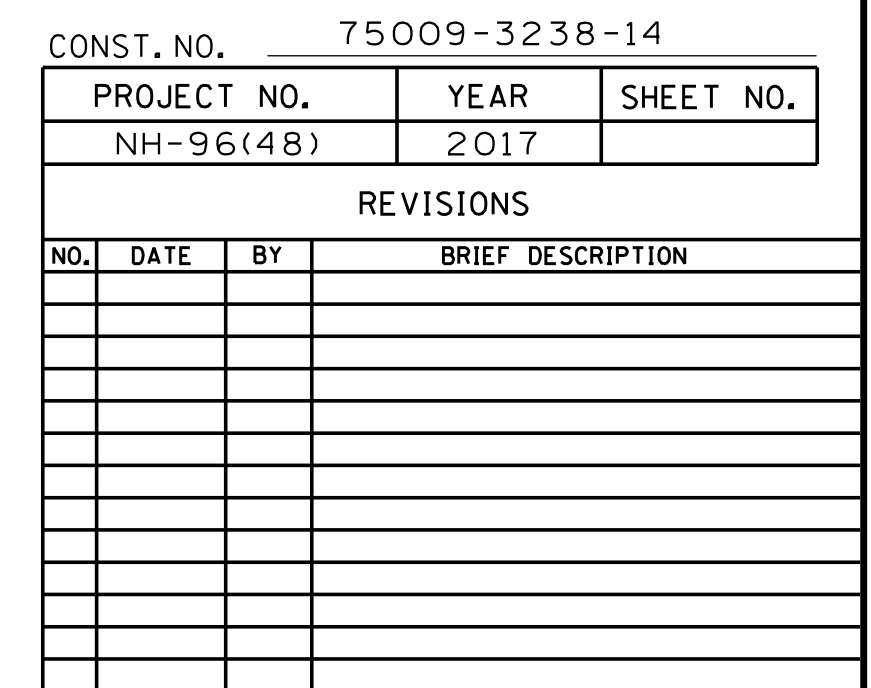 CONST. NO. 75009-3238-14
PROJECT NO. YEAR SHEET NO.
NH-96(48) 2017
REVISIONS
NO. DATE BY BRIEF DESCRIPTION